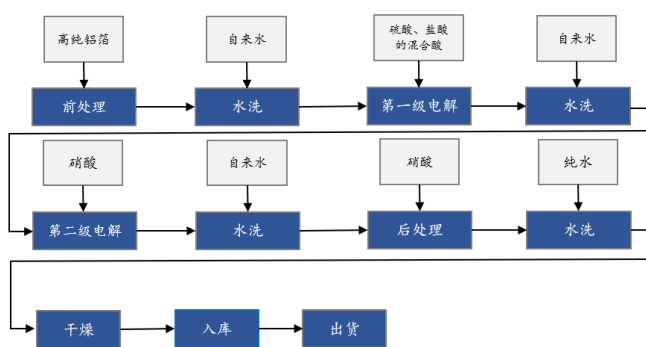 高纯铝箔
自来水
硫酸、盐酸
的混合酸
自来水
前处理
水洗
第一级电解
水洗
硝酸
自来水
硝酸
纯水
第二级电解
水洗
后处理
水洗
干燥
入库
出货